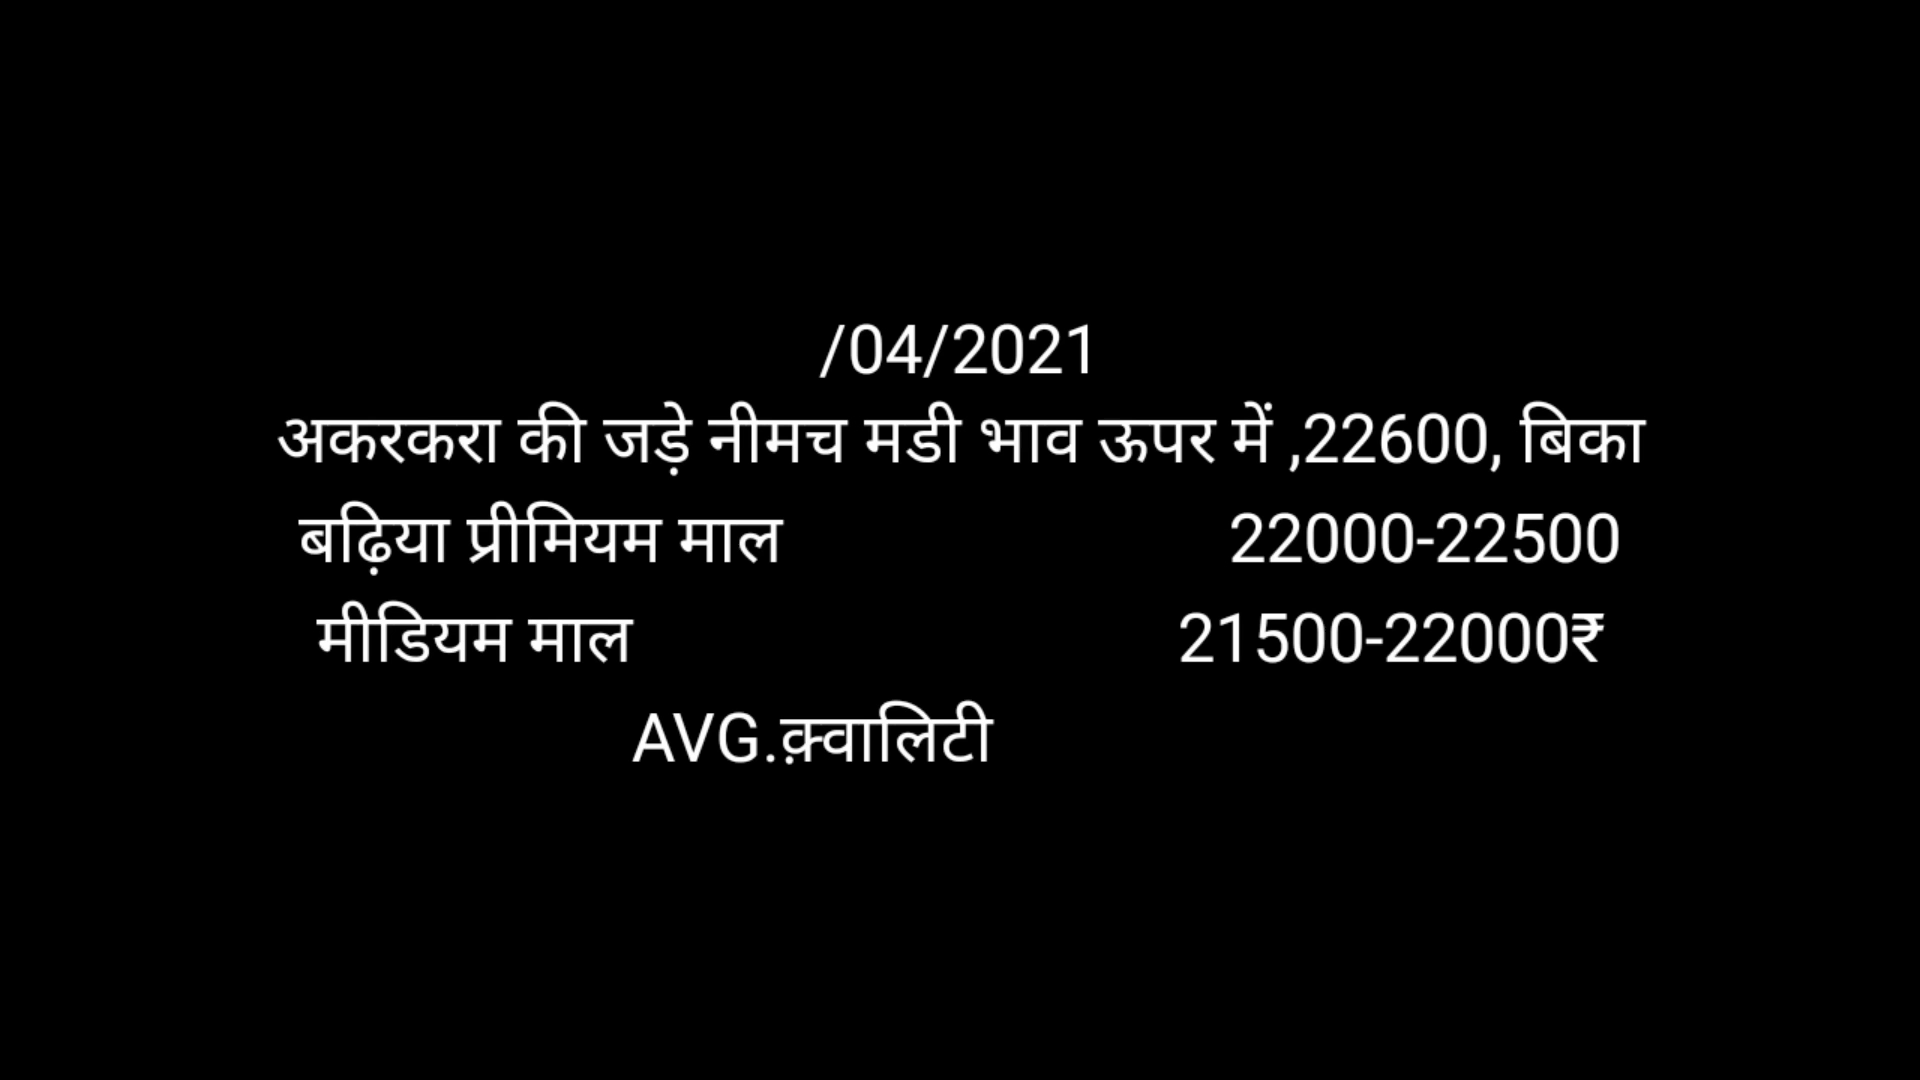 /04/2021
अकरकरा की जड़े नीमच मडी भाव ऊपर में ,22600, बिका
बढ़िया प्रीमियम माल 22000-22500
मीडियम माल 21500-22000₹
AVG.क़्वालिटी